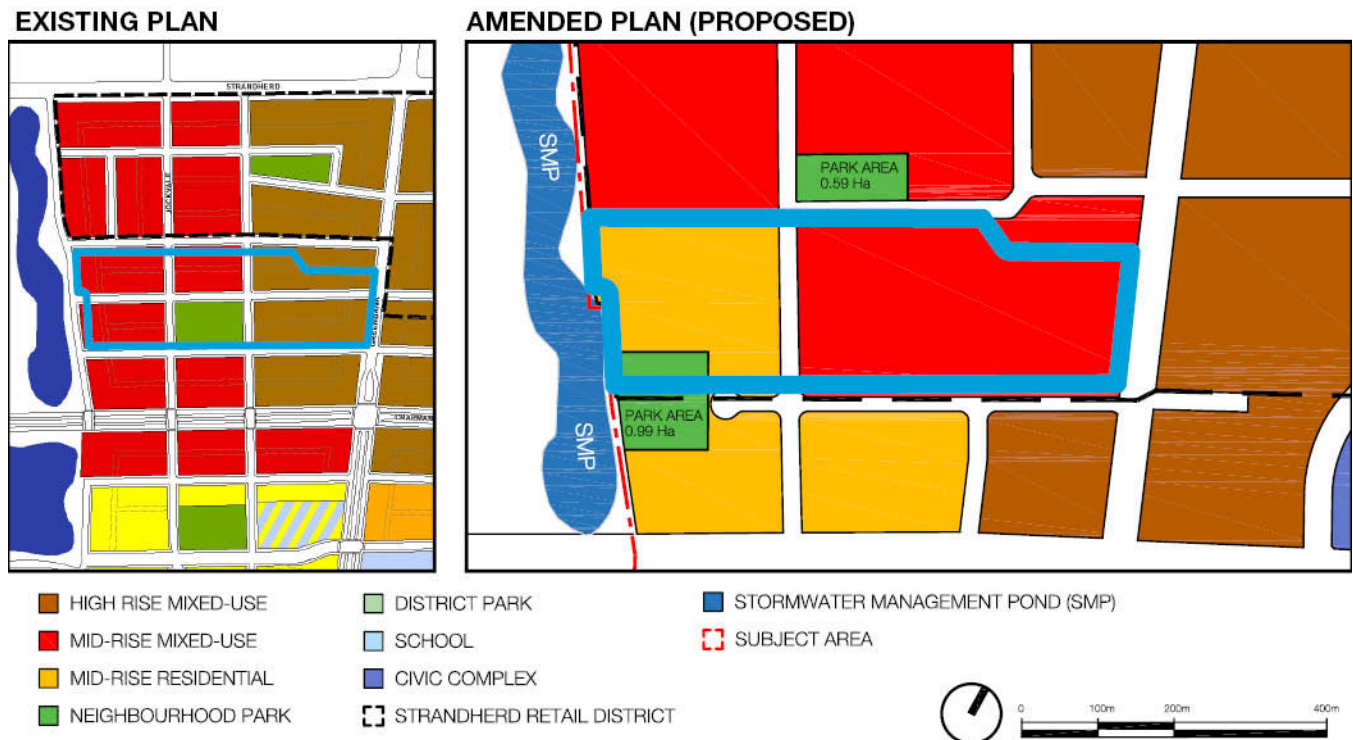 EXISTING PLAN
AMENDED PLAN (PROPOSED)
STRANDHERD
JOCKVALE
SMP
PARK AREA
0.59 Ha
PARK AREA
0.99 Ha
SMP
HIGH RISE MIXED-USE
MID-RISE MIXED-USE
MID-RISE RESIDENTIAL
NEIGHBOURHOOD PARK
DISTRICT PARK
SCHOOL
CIVIC COMPLEX
STRANDHERD RETAIL DISTRICT
STORMWATER MANAGEMENT POND (SMP)
SUBJECT AREA
0
100m
200m
400m